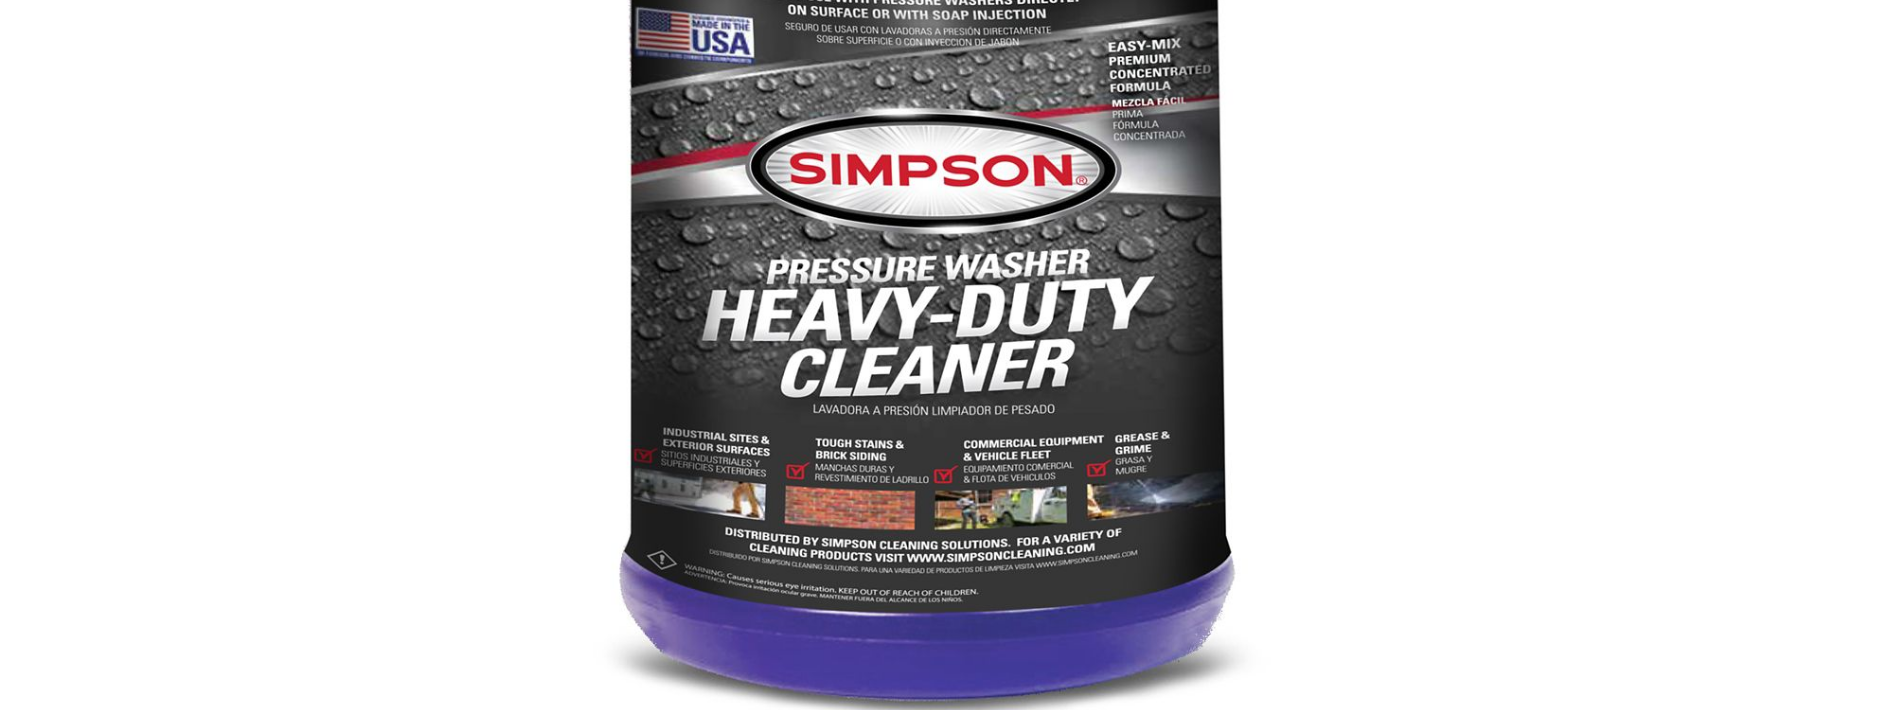 WITH PRESSURE WASHERS
ON SURFACE OR WITH SOAP INJECTION
SEGURO DE USAR CON LAVADORAS A PRESIÓN DIRECTAMENTE
SOBRE SUPERFICIE O CON INYECCION DE JABON
MADE IN THE
USA
EASY-MIX
PREMIUM
CONCENTRATED
FORMULA
MEZCLA FÁCIL
PRIMA
FÓRMULA
CONCENTRADA
SIMPSON®
PRESSURE WASHER
HEAVY-DUTY
CLEANER
LAVADORA A PRESIÓN LIMPIADOR DE PESADO
INDUSTRIAL SITES &
EXTERIOR SURFACES
SITIOS INDUSTRIALES Y
SUPERFICIES EXTERIORES
TOUGH STAINS &
BRICK SIDING
MANCHAS DURAS Y
REVESTIMIENTO DE LADRILLO
COMMERCIAL EQUIPMENT
& VEHICLE FLEET
EQUIPAMIENTO COMERCIAL
& FLOTA DE VEHICULOS
GREASE &
GRIME
GRASA Y
MUGRE
DISTRIBUTED BY SIMPSON CLEANING SOLUTIONS. FOR A VARIETY OF
CLEANING PRODUCTS VISIT WWW.SIMPSONCLEANING.COM
DISTRIBUIDO POR SIMPSON CLEANING SOLUTIONS. PARA UNA VARIEDAD DE PRODUCTOS DE LIMPIEZA VISITA WWW.SIMPSONCLEANING.COM
WARNING: Causes serious eye irritation. KEEP OUT OF REACH OF CHILDREN.
ADVERTENCIA: Provoca irritación ocular grave. MANTENER FUERA DEL ALCANCE DE LOS NIÑOS.